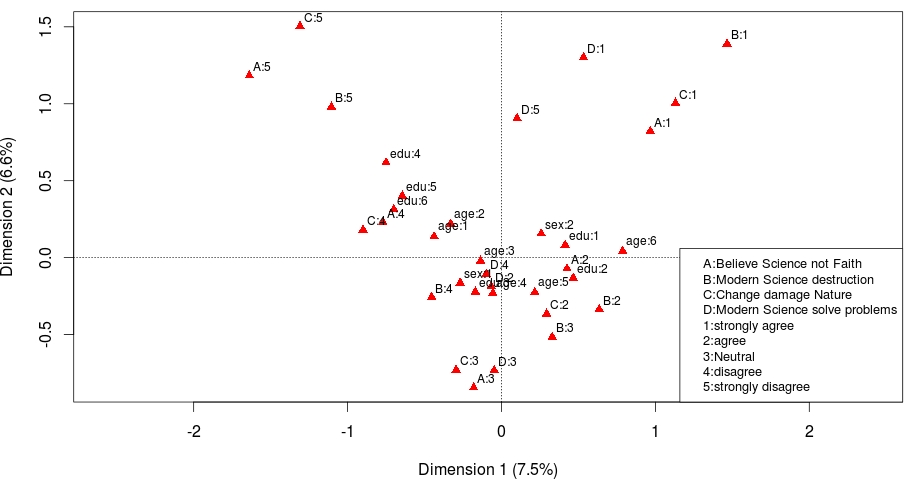 C:5
B:1
D:1
A:5
C:1
B:5
D:5
A:1
edu:4
edu:5
edu:6
A:4
age:2
C:4
age:1
sex:2
edu:1
age:6
age:3
A:2
D:4
edu:2
sex:1
D:2
age:5
age:4
B:4
B:2
C:2
B:3
C:3
D:3
A:3
A:Believe Science not Faith
B:Modern Science destruction
C:Change damage Nature
D:Modern Science solve problems
1:strongly agree
2:agree
3:Neutral
4:disagree
5:strongly disagree
1.5
1.0
0.5
0.0
-0.5
Dimension 2 (6.6%)
-2
-1
0
1
2
Dimension 1 (7.5%)